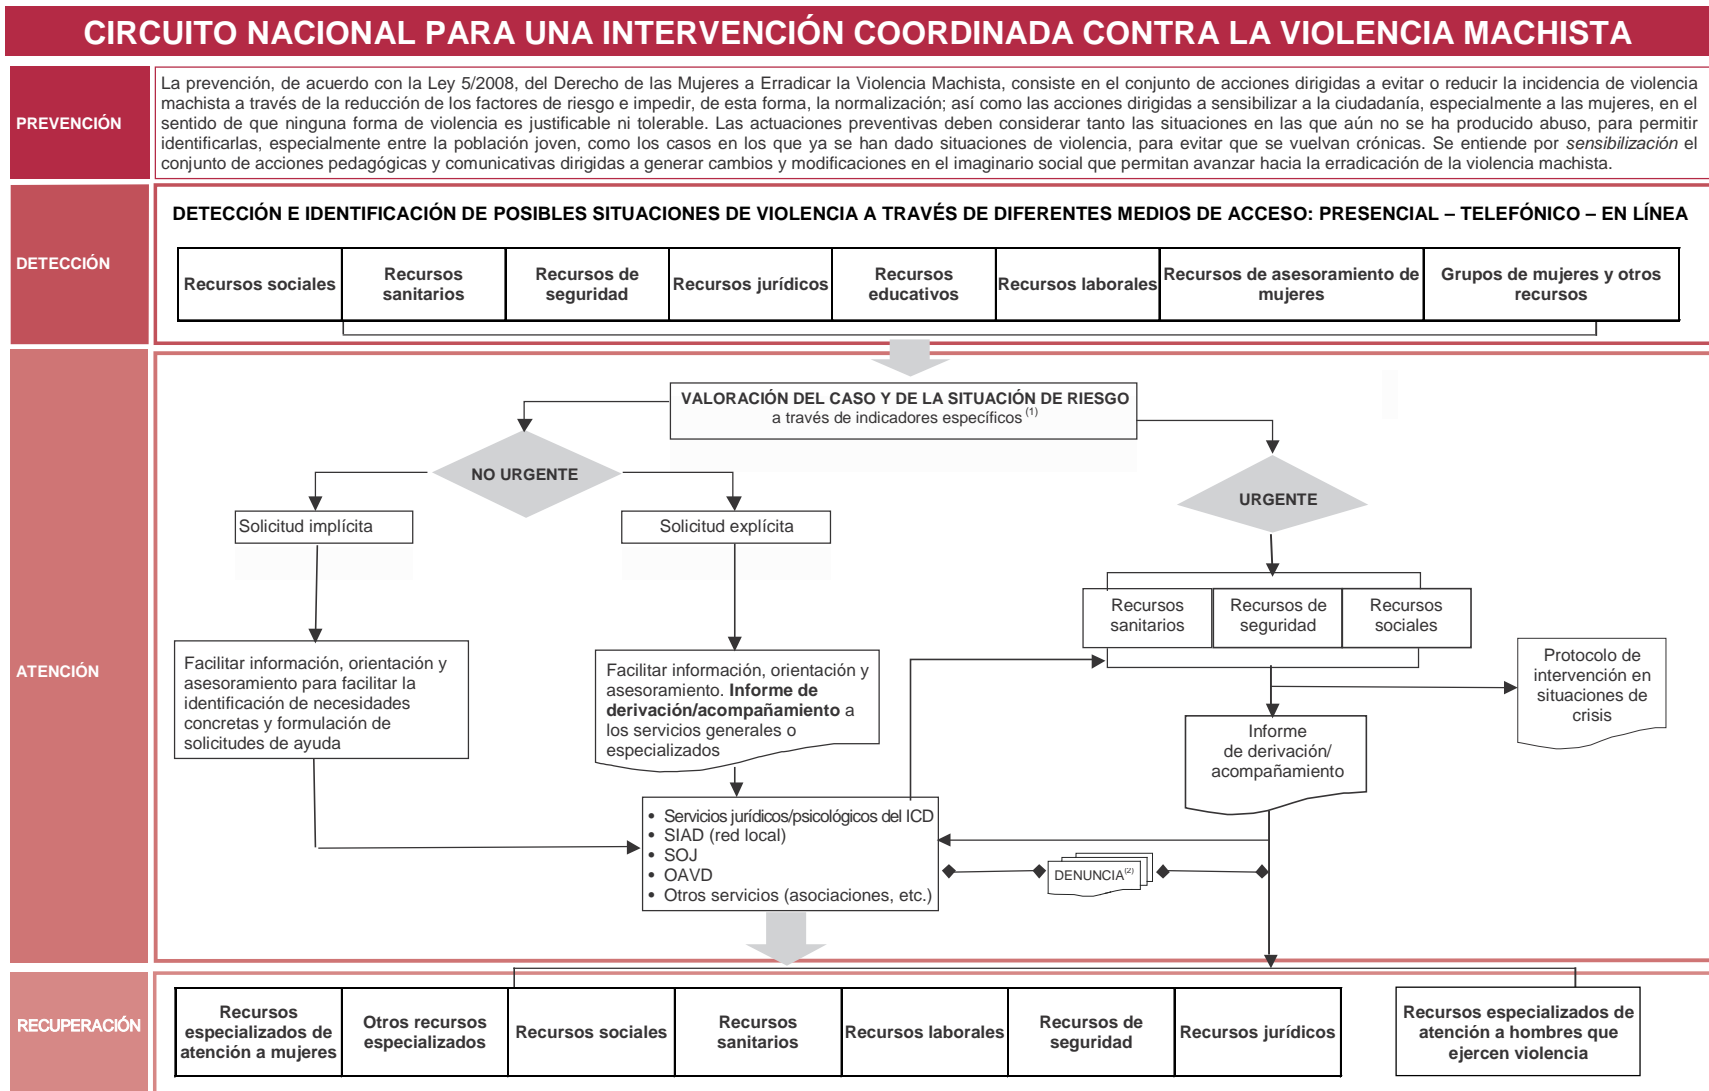 CIRCUITO NACIONAL PARA UNA INTERVENCIÓN COORDINADA CONTRA LA VIOLENCIA MACHISTA
PREVENCIÓN
La prevención, de acuerdo con la Ley 5/2008, del Derecho de las Mujeres a Erradicar la Violencia Machista, consiste en el conjunto de acciones dirigidas a evitar o reducir la incidencia de violencia
machista a través de la reducción de los factores de riesgo e impedir, de esta forma, la normalización; así como las acciones dirigidas a sensibilizar a la ciudadanía, especialmente a las mujeres, en el
sentido de que ninguna forma de violencia es justificable ni tolerable. Las actuaciones preventivas deben considerar tanto las situaciones en las que aún no se ha producido abuso, para permitir
identificarlas, especialmente entre la población joven, como los casos en los que ya se han dado situaciones de violencia, para evitar que se vuelvan crónicas. Se entiende por sensibilización el
conjunto de acciones pedagógicas y comunicativas dirigidas a generar cambios y modificaciones en el imaginario social que permitan avanzar hacia la erradicación de la violencia machista.
DETECCIÓN
DETECCIÓN E IDENTIFICACIÓN DE POSIBLES SITUACIONES DE VIOLENCIA A TRAVÉS DE DIFERENTES MEDIOS DE ACCESO: PRESENCIAL – TELEFÓNICO – EN LÍNEA
Recursos sociales
Recursos
sanitarios
Recursos de
seguridad
Recursos jurídicos
Recursos
educativos
Recursos laborales
Recursos de asesoramiento de
mujeres
Grupos de mujeres y otros
recursos
ATENCIÓN
VALORACIÓN DEL CASO Y DE LA SITUACIÓN DE RIESGO
a través de indicadores específicos (1)
NO URGENTE
URGENTE
Solicitud implícita
Solicitud explícita
Recursos
sanitarios
Recursos de
seguridad
Recursos
sociales
Facilitar información, orientación y
asesoramiento para facilitar la
identificación de necesidades
concretas y formulación de
solicitudes de ayuda
Facilitar información, orientación y
asesoramiento. Informe de
derivación/acompañamiento a
los servicios generales o
especializados
Protocolo de
intervención en
situaciones de
crisis
Informe
de derivación/
acompañamiento
• Servicios jurídicos/psicológicos del ICD
• SIAD (red local)
• SOJ
• OAVD
• Otros servicios (asociaciones, etc.)
DENUNCIA(2)
RECUPERACIÓN
Recursos
especializados de
atención a mujeres
Otros recursos
especializados
Recursos sociales
Recursos
sanitarios
Recursos laborales
Recursos de
seguridad
Recursos jurídicos
Recursos especializados de
atención a hombres que
ejercen violencia